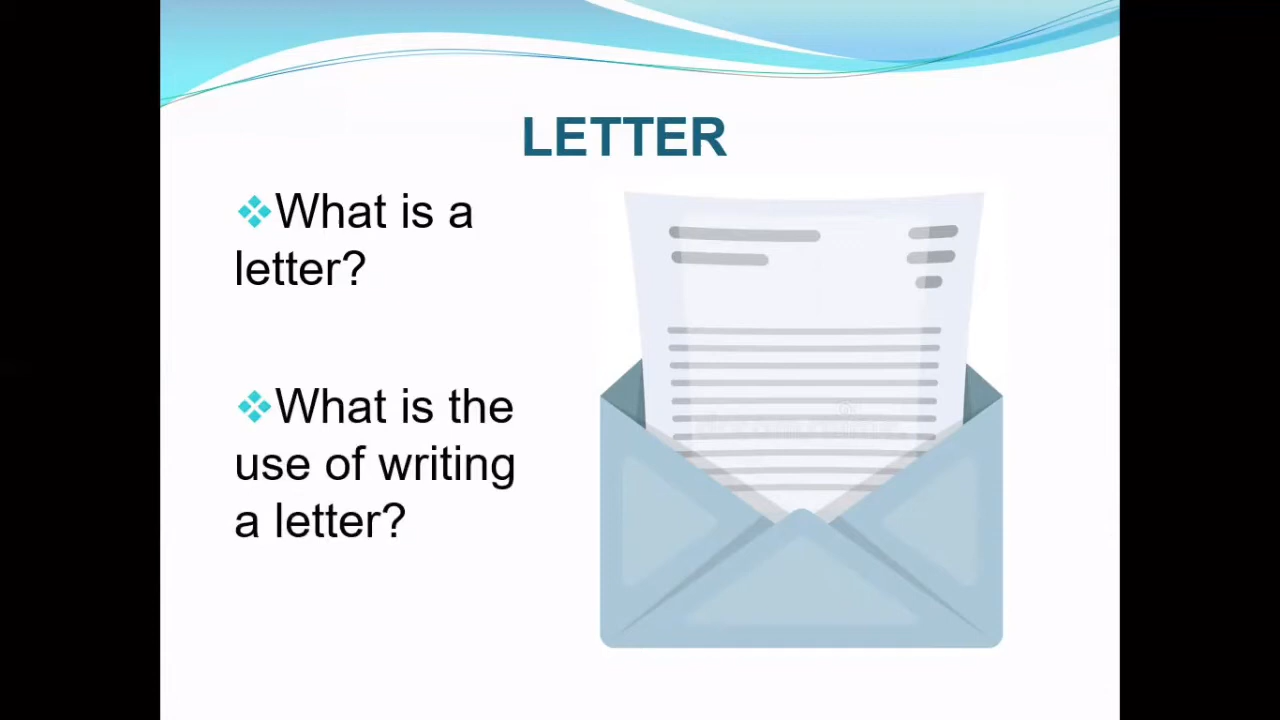 LETTER
❖What is a
letter?
❖What is the
use of writing
a letter?